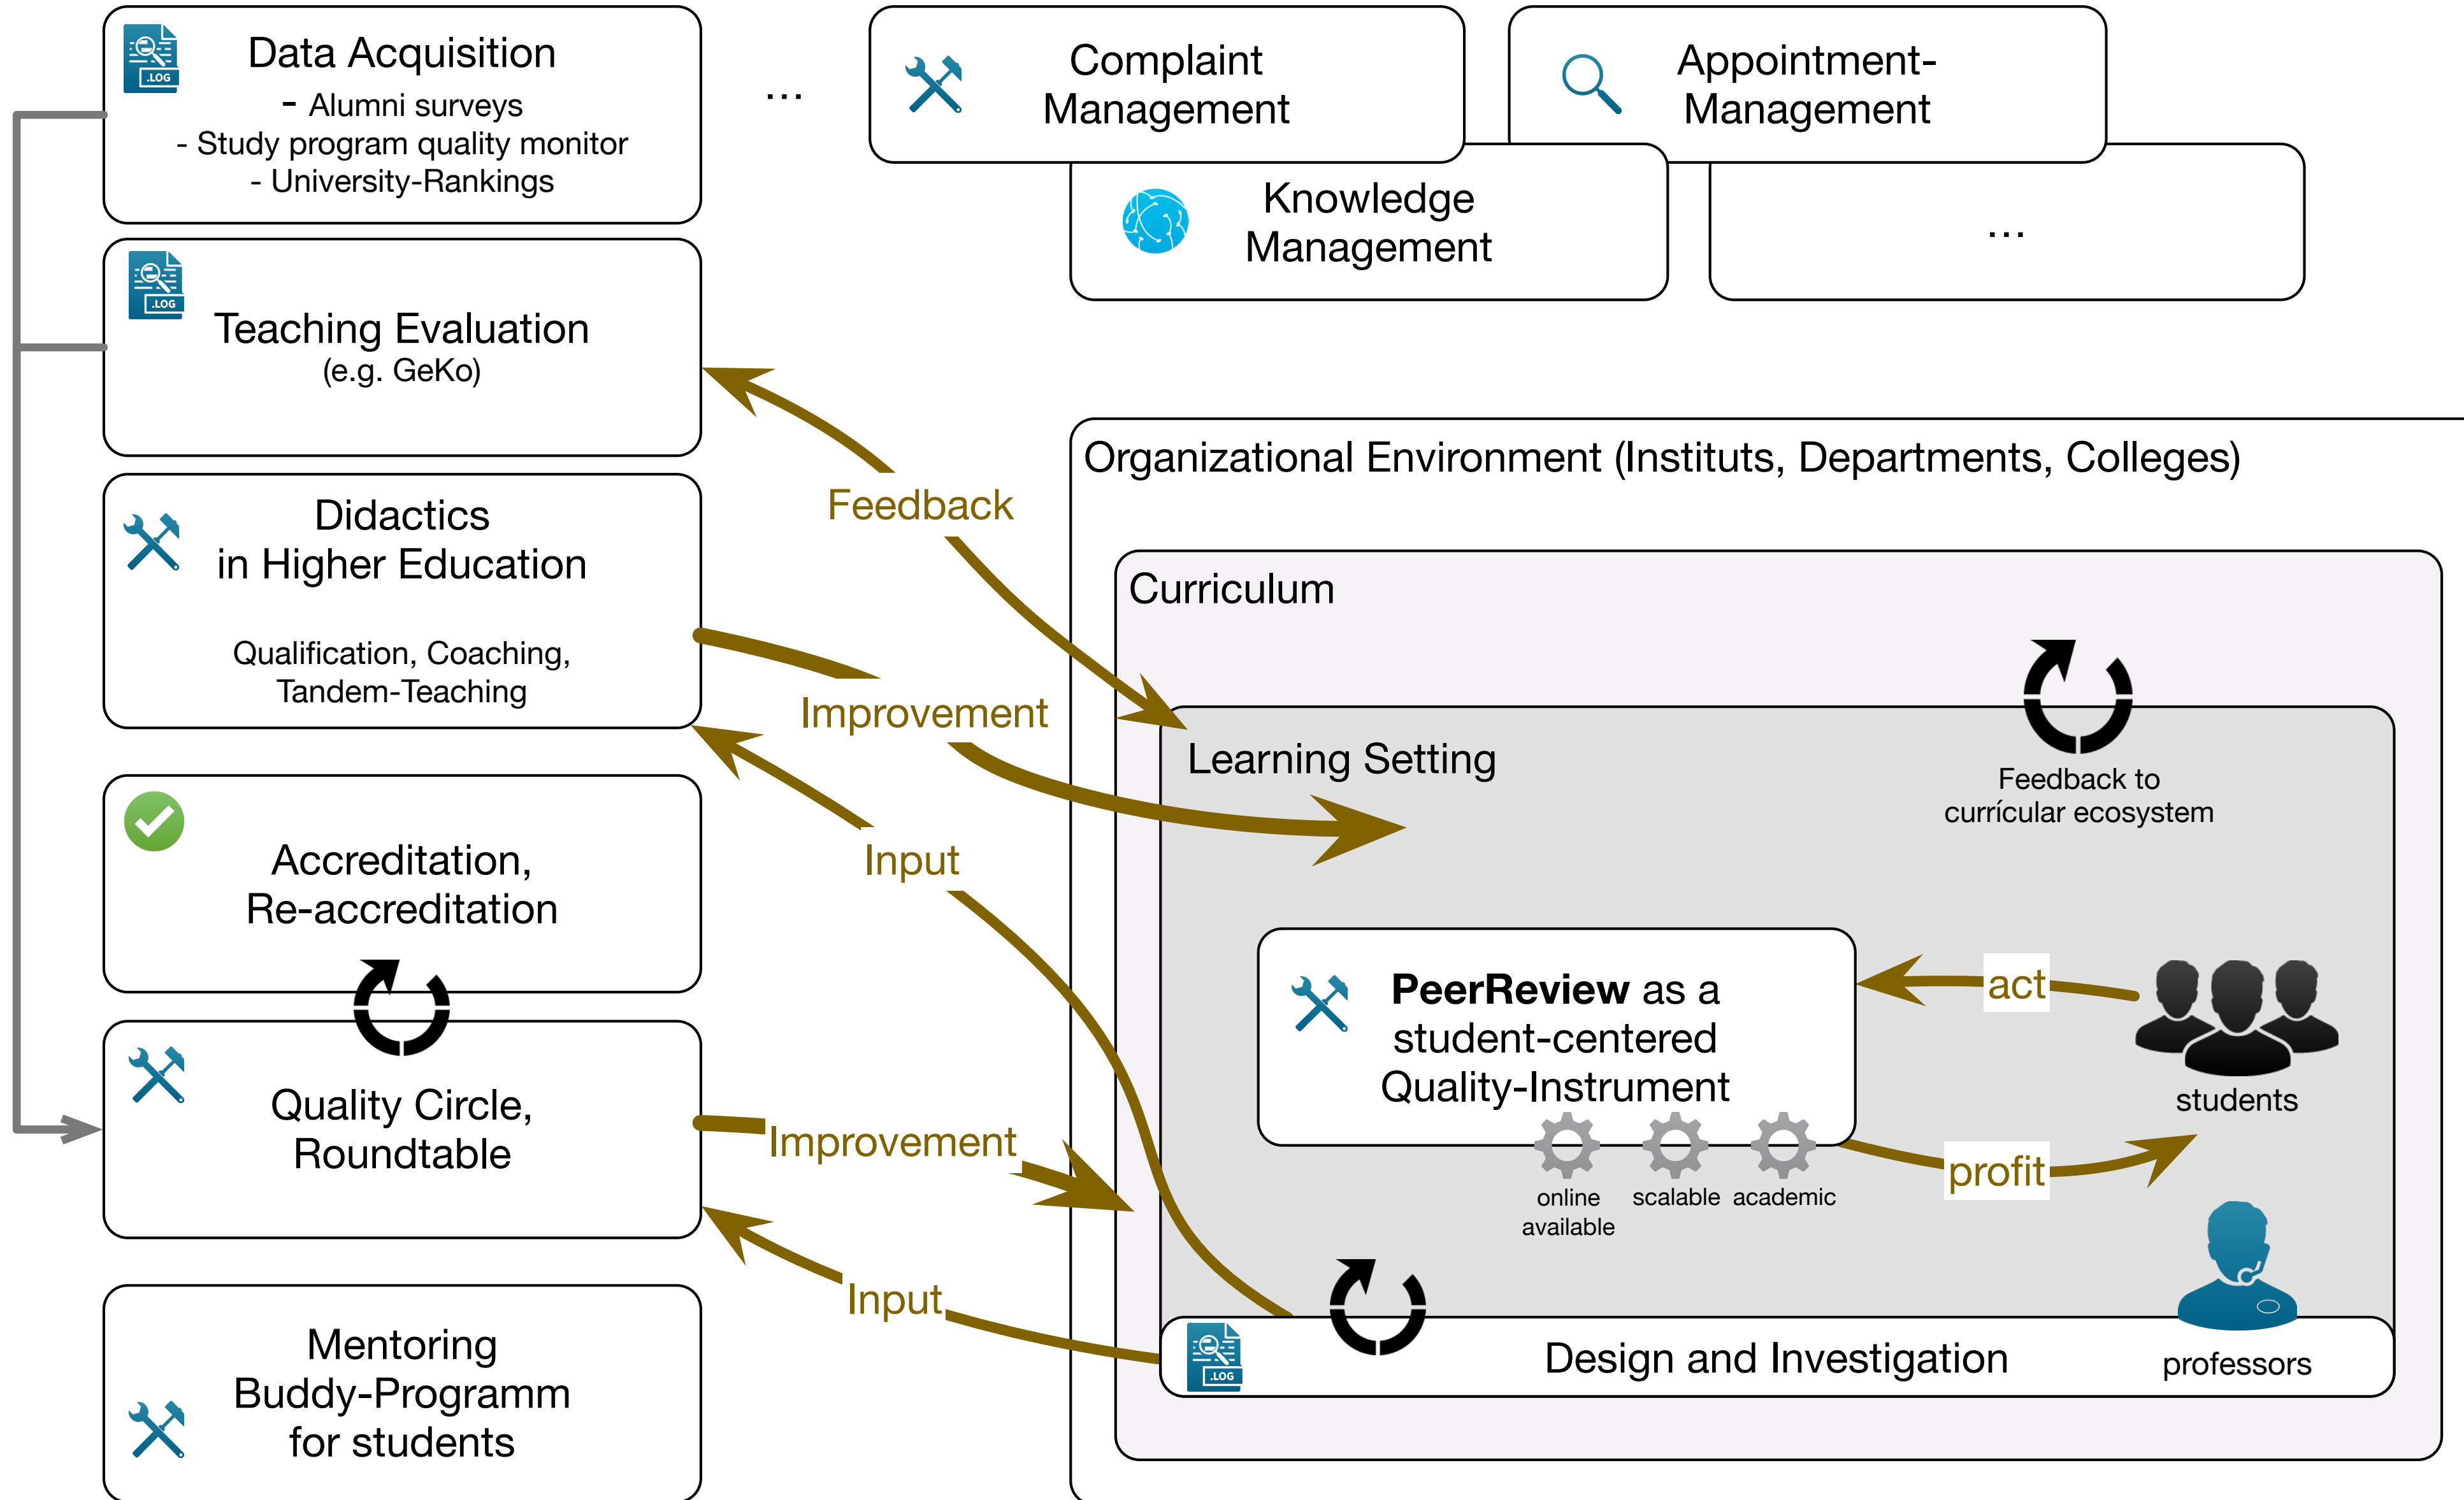 .LOG
Data Acquisition
- Alumni surveys
- Study program quality monitor
- University-Rankings
...
Complaint
Management
Appointment-
Management
Knowledge
Management
...
.LOG
Teaching Evaluation
(e.g. GeKo)
Didactics
in Higher Education
Qualification, Coaching,
Tandem-Teaching
Accreditation,
Re-accreditation
Quality Circle,
Roundtable
Mentoring
Buddy-Programm
for students
Feedback
Improvement
Input
Improvement
Input
Organizational Environment (Instituts, Departments, Colleges)
Curriculum
Learning Setting
Feedback to
currícular ecosystem
PeerReview as a
student-centered
Quality-Instrument
online
available
scalable
academic
act
profit
students
.LOG
Design and Investigation
professors